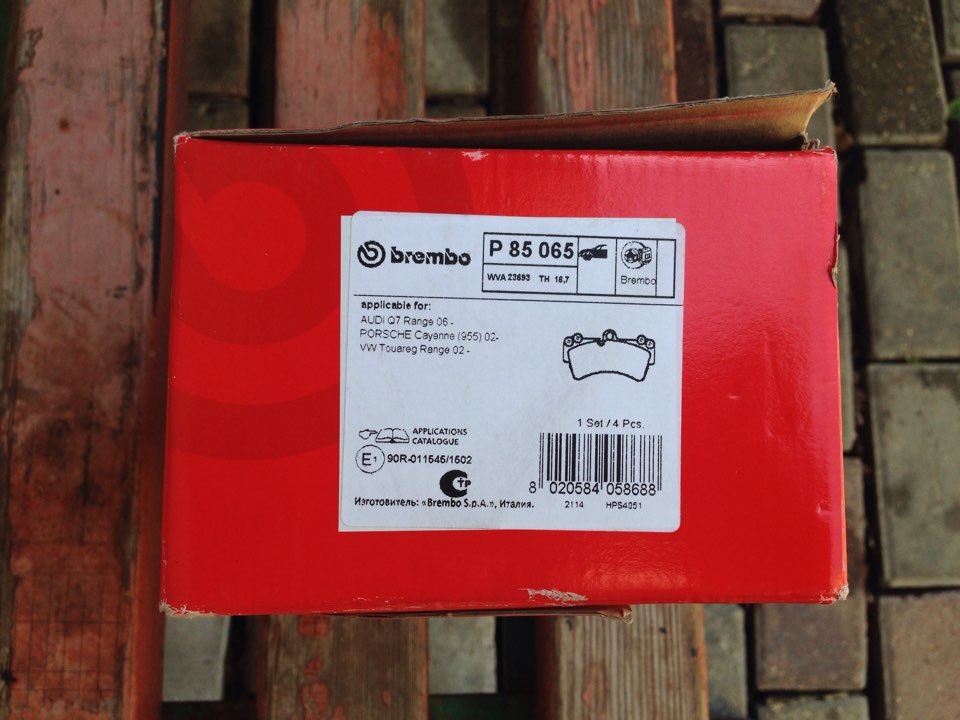 brembo
P 85 065
WVA 23693 TH 16,7
Brembo
applicable for:
AUDI Q7 Range 06 -
PORSCHE Cayenne (955) 02-
VW Touareg Range 02 -
1 Set / 4 Pcs.
APPLICATIONS
CATALOGUE
E1 90R-011546/1502
Изготовитель: «Brembo S.p.A.», Италия.
8 020584 058688
2114 HPS4051